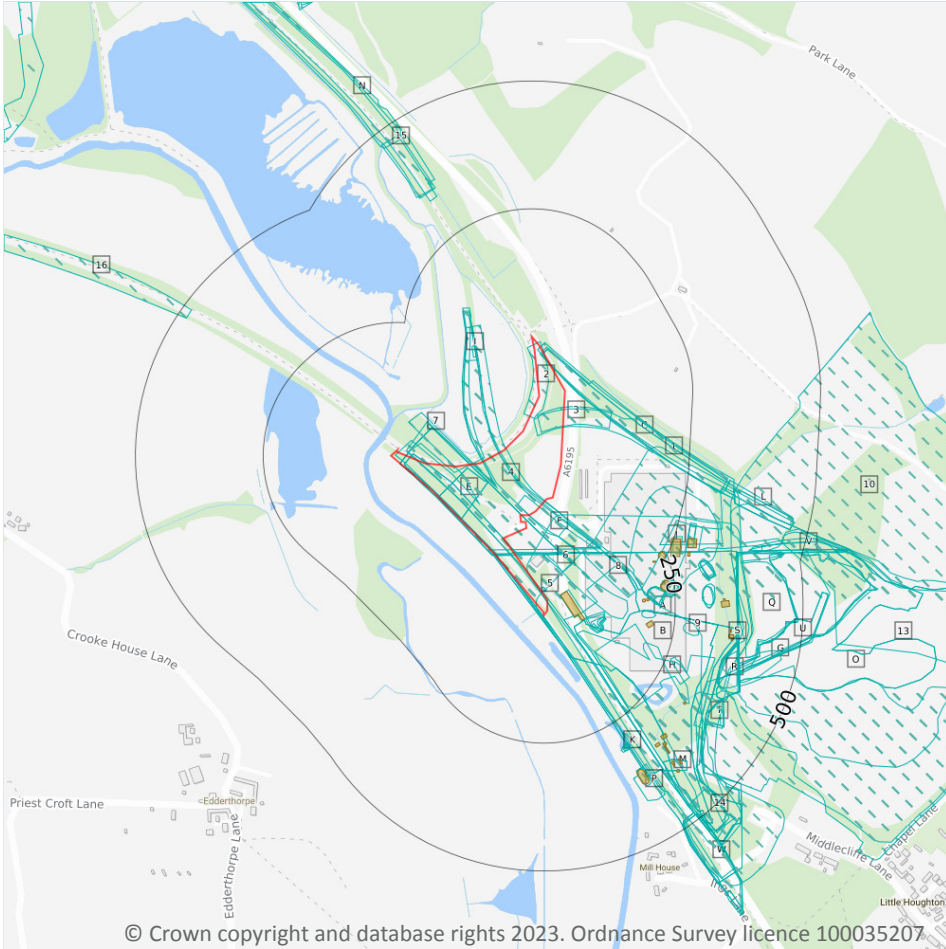 Park Lane
N
15
16
I
2
7
3
C
A6195
4
E
L
10
F
V
6
8
250
5
A
Q
B
9
S
U
13
G
O
H
R
Crooke House Lane
500
K
M
P
Priest Croft Lane
Edderthorpe
14
Edderthorpe Lane
Middlecliffe Lane
Chapel Lane
W
Mill House
Little Houghton
© Crown copyright and database rights 2023. Ordnance Survey licence 100035207.